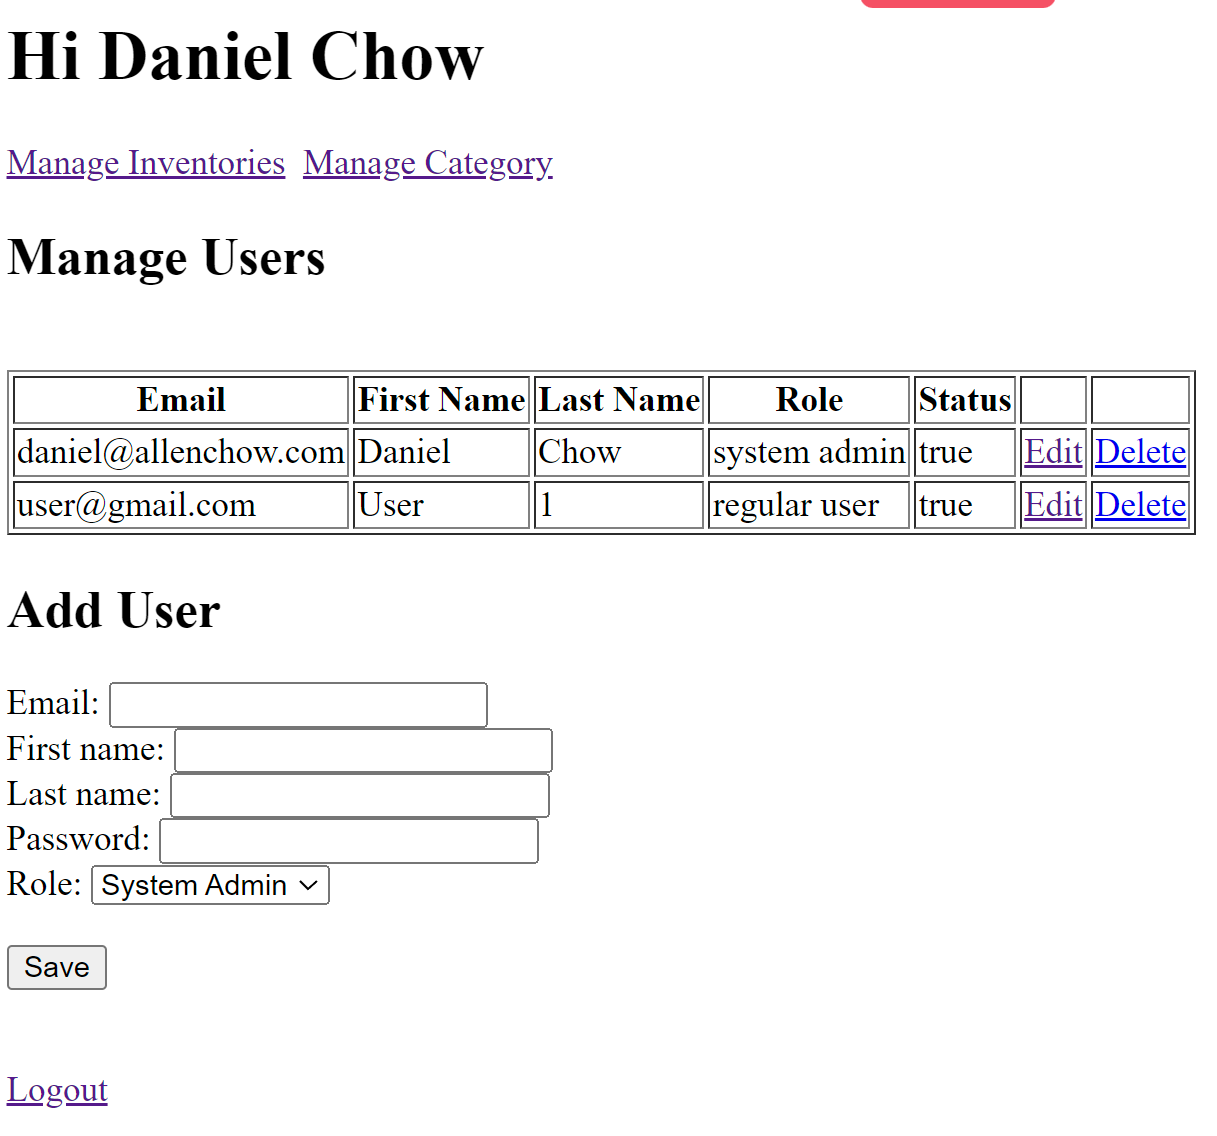 Hi Daniel Chow
Manage Inventories Manage Category
Manage Users
Email First Name Last Name Role Status
daniel@allenchow.com Daniel Chow system admin true Edit Delete
user@gmail.com User 1 regular user true Edit Delete
Add User
Email:
First name:
Last name:
Password:
Role: System Admin
Save
Logout